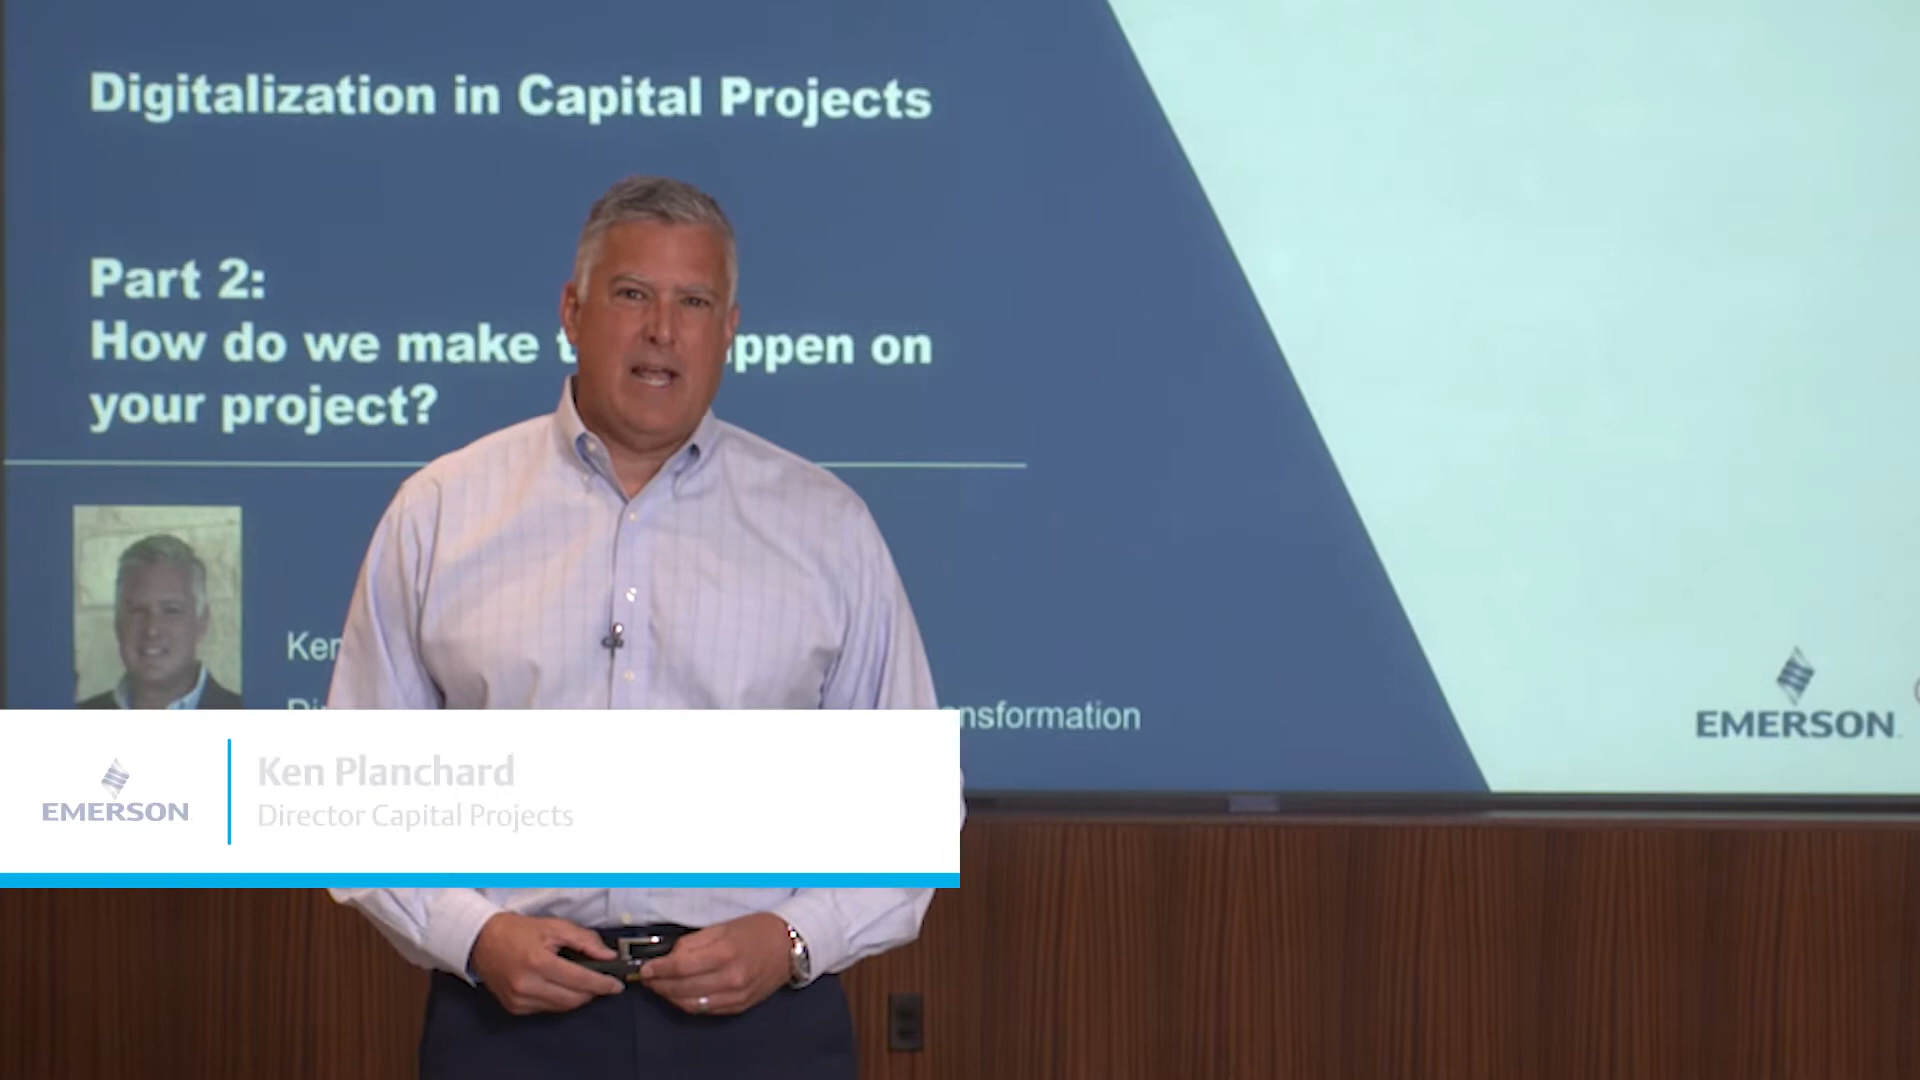 Digitalization in Capital Projects
Part 2:
How do we make ppen on
your project?
Ken
nsformation
EMERSON
EMERSON
Ken Planchard
Director Capital Projects